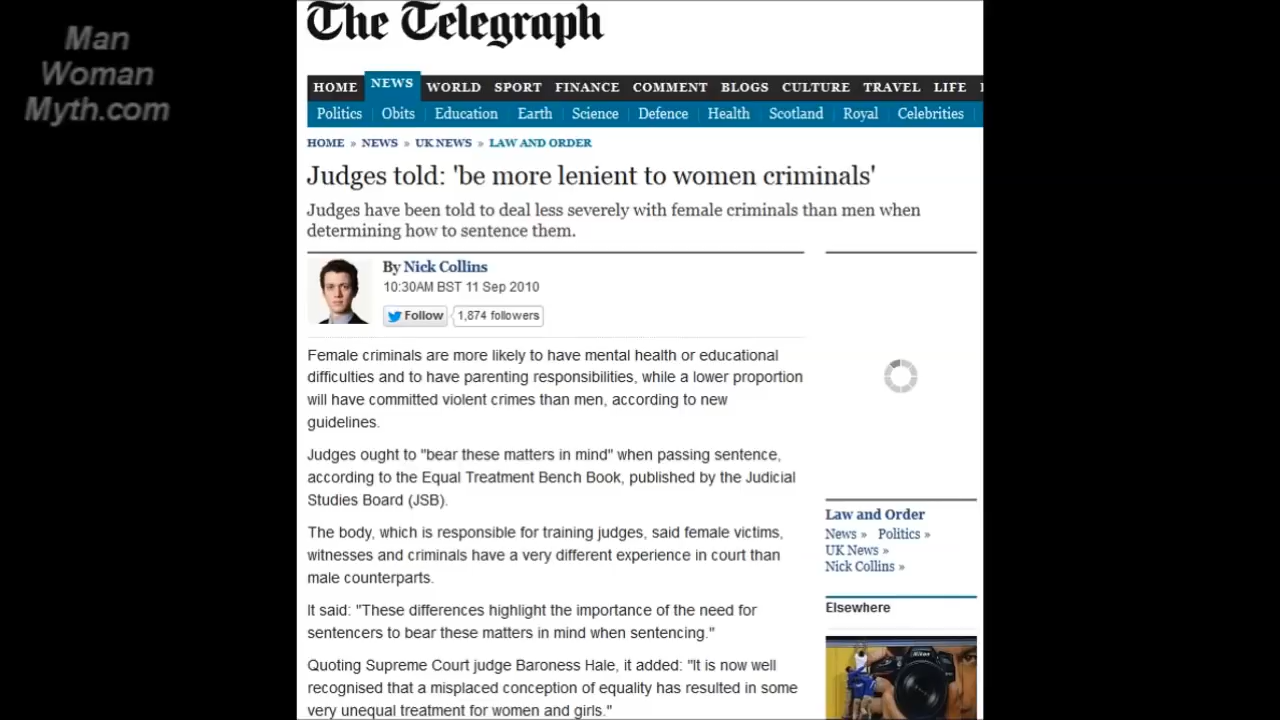 Man
Woman
Myth.com
The Telegraph
HOME NEWS WORLD SPORT FINANCE COMMENT BLOGS CULTURE TRAVEL LIFE
Politics Obits Education Earth Science Defence Health Scotland Royal Celebrities
HOME » NEWS » UK NEWS » LAW AND ORDER
Judges told: 'be more lenient to women criminals'
Judges have been told to deal less severely with female criminals than men when
determining how to sentence them.
By Nick Collins
10:30AM BST 11 Sep 2010
Follow 1,874 followers
Female criminals are more likely to have mental health or educational
difficulties and to have parenting responsibilities, while a lower proportion
will have committed violent crimes than men, according to new
guidelines.
Judges ought to "bear these matters in mind" when passing sentence,
according to the Equal Treatment Bench Book, published by the Judicial
Studies Board (JSB).
The body, which is responsible for training judges, said female victims,
witnesses and criminals have a very different experience in court than
male counterparts.
It said: "These differences highlight the importance of the need for
sentencers to bear these matters in mind when sentencing."
Quoting Supreme Court judge Baroness Hale, it added: "It is now well
recognised that a misplaced conception of equality has resulted in some
very unequal treatment for women and girls."
Law and Order
News » Politics »
UK News »
Nick Collins »
Elsewhere
Nikon